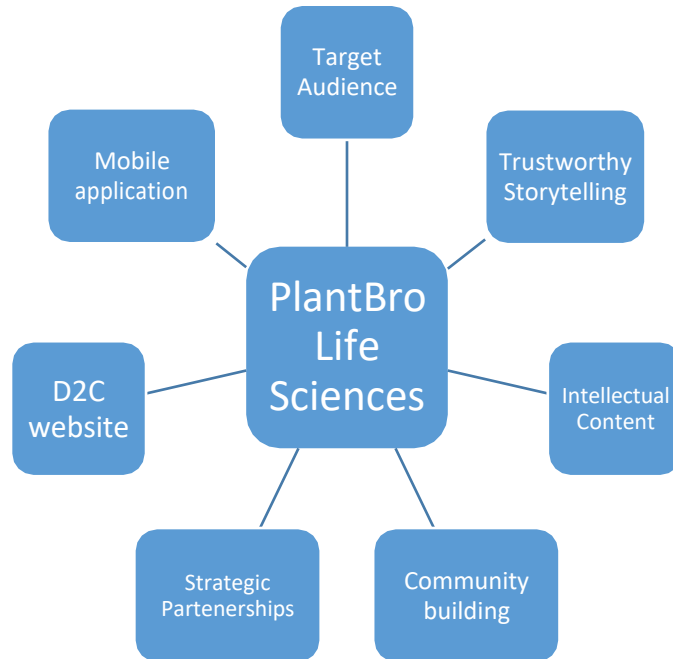 Target
Audience
Mobile
application
Trustworthy
Storytelling
PlantBro
Life
Sciences
D2C
website
Intellectual
Content
Strategic
Partenerships
Community
building